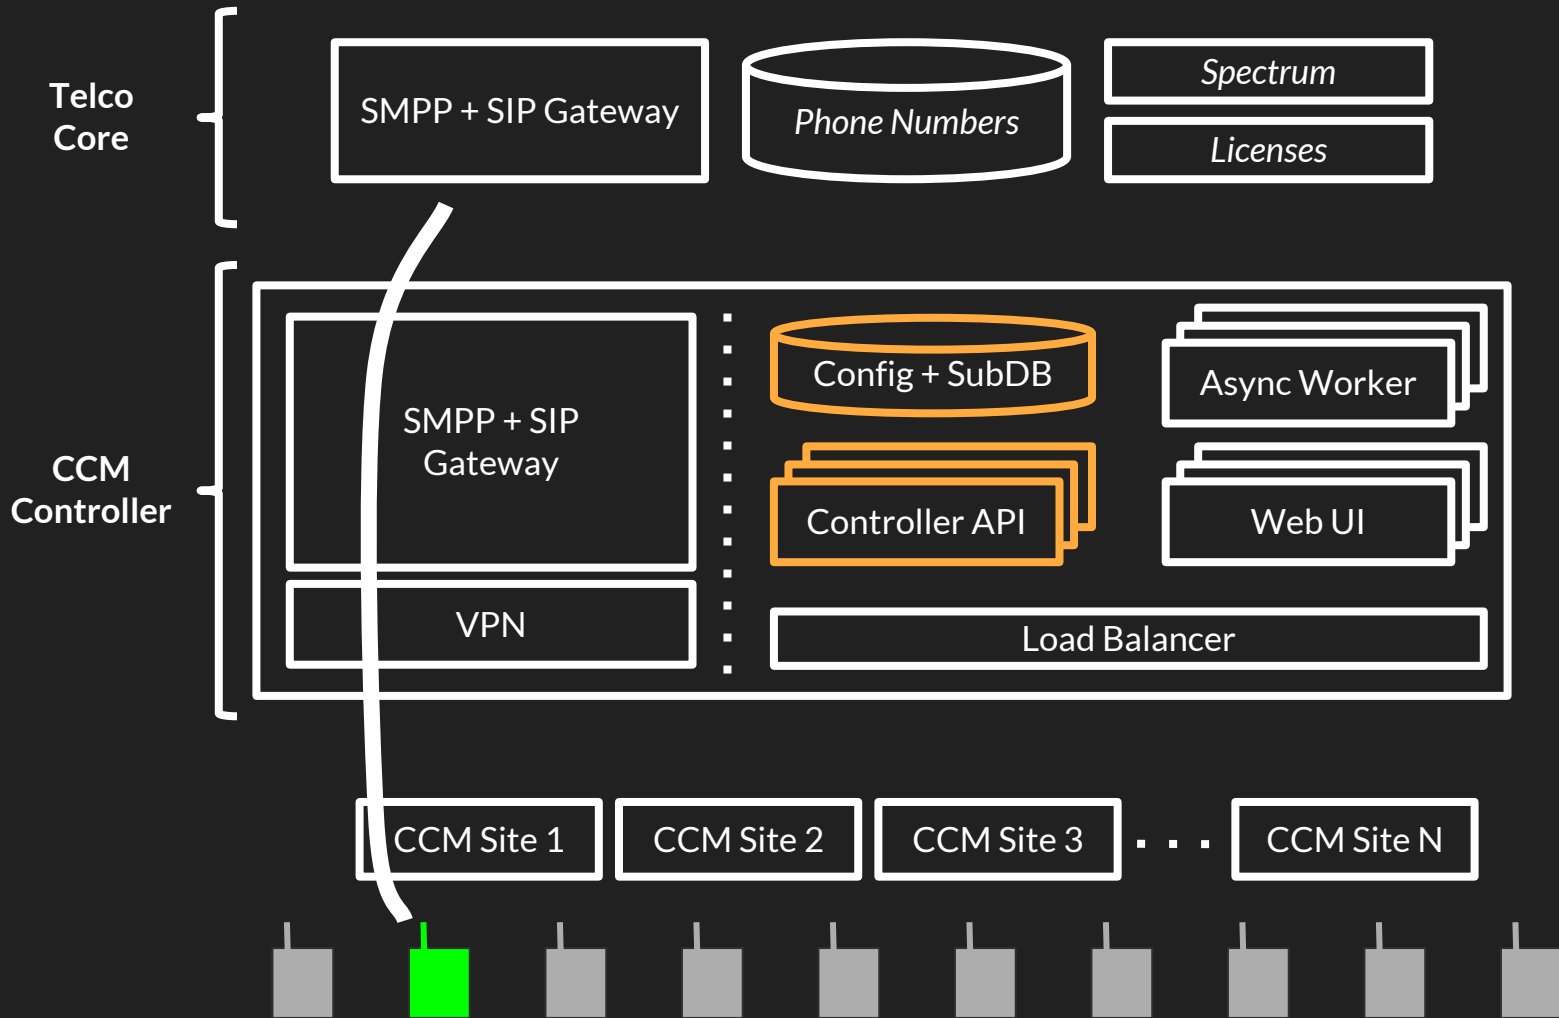 Telco
Core
SMPP + SIP Gateway
Phone Numbers
Spectrum
Licenses
CCM
Controller
SMPP + SIP
Gateway
VPN
Config + SubDB
Async Worker
Controller API
Web UI
Load Balancer
CCM Site 1
CCM Site 2
CCM Site 3
. . .
CCM Site N